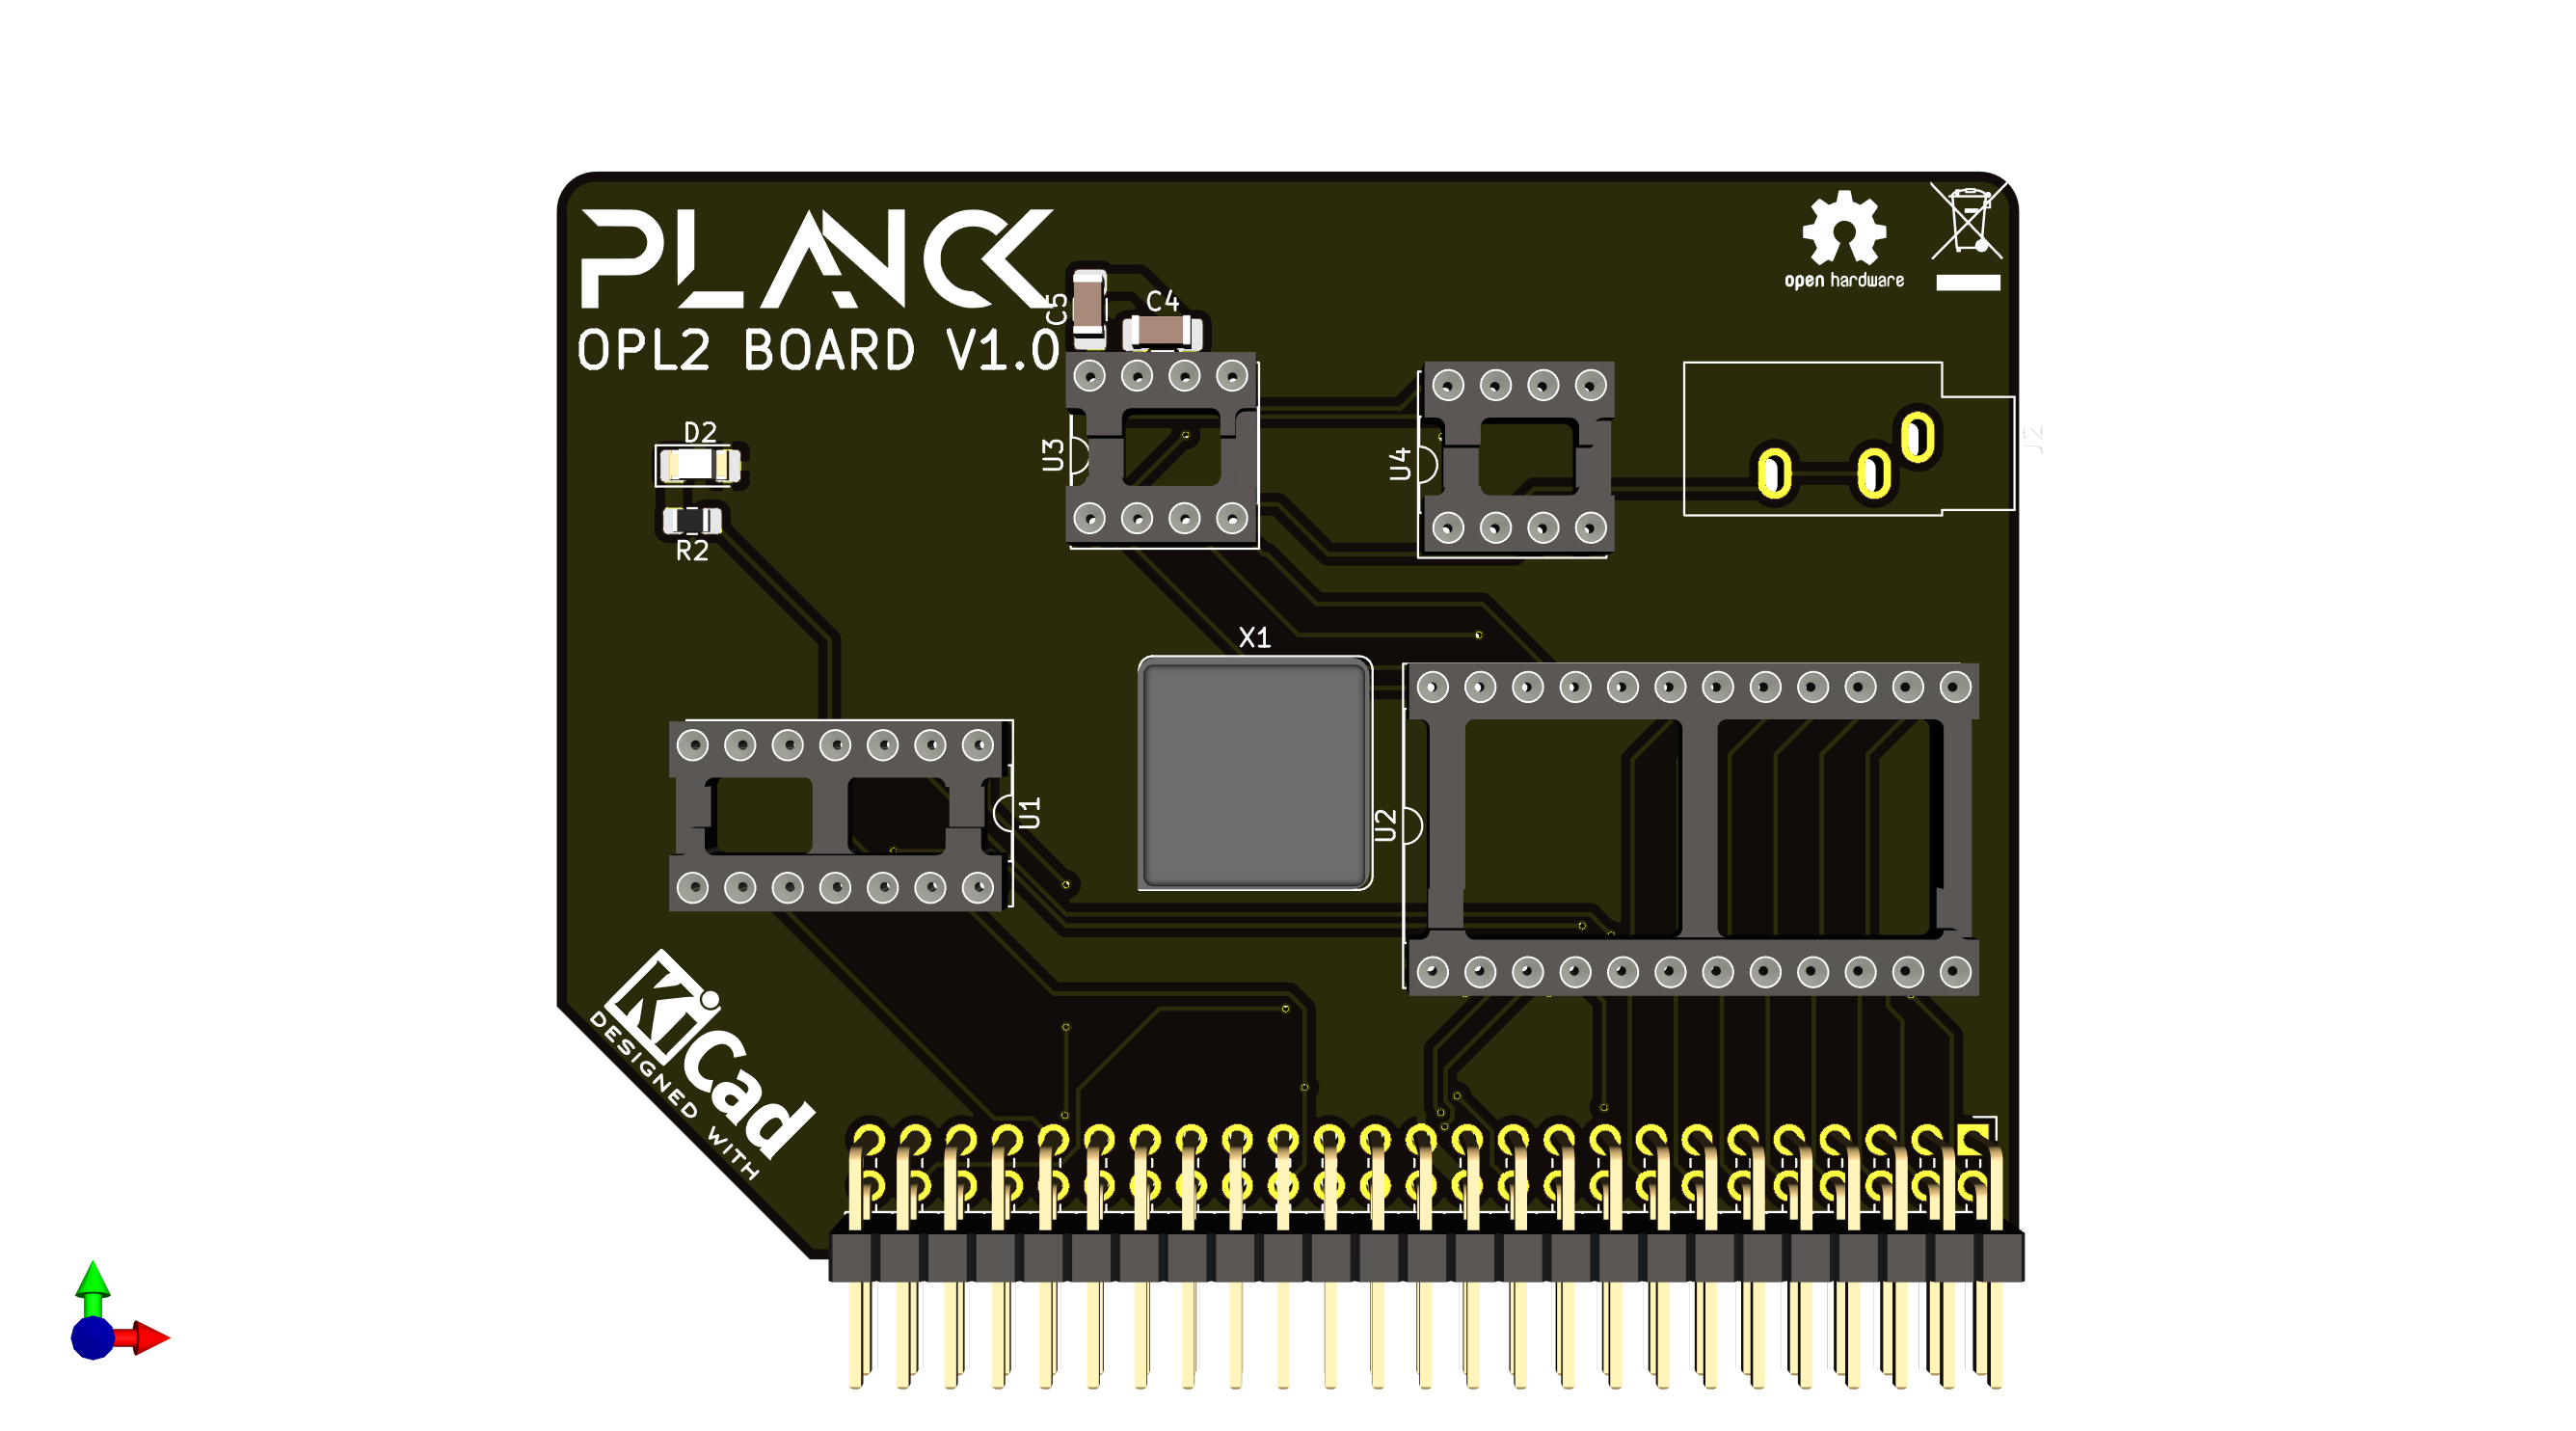 PLANCK
OPL2 BOARD V1.0
open hardware
C5
C4
D2
R2
U3
U4
J2
X1
U1
U2
KiCad
DESIGNED WITH